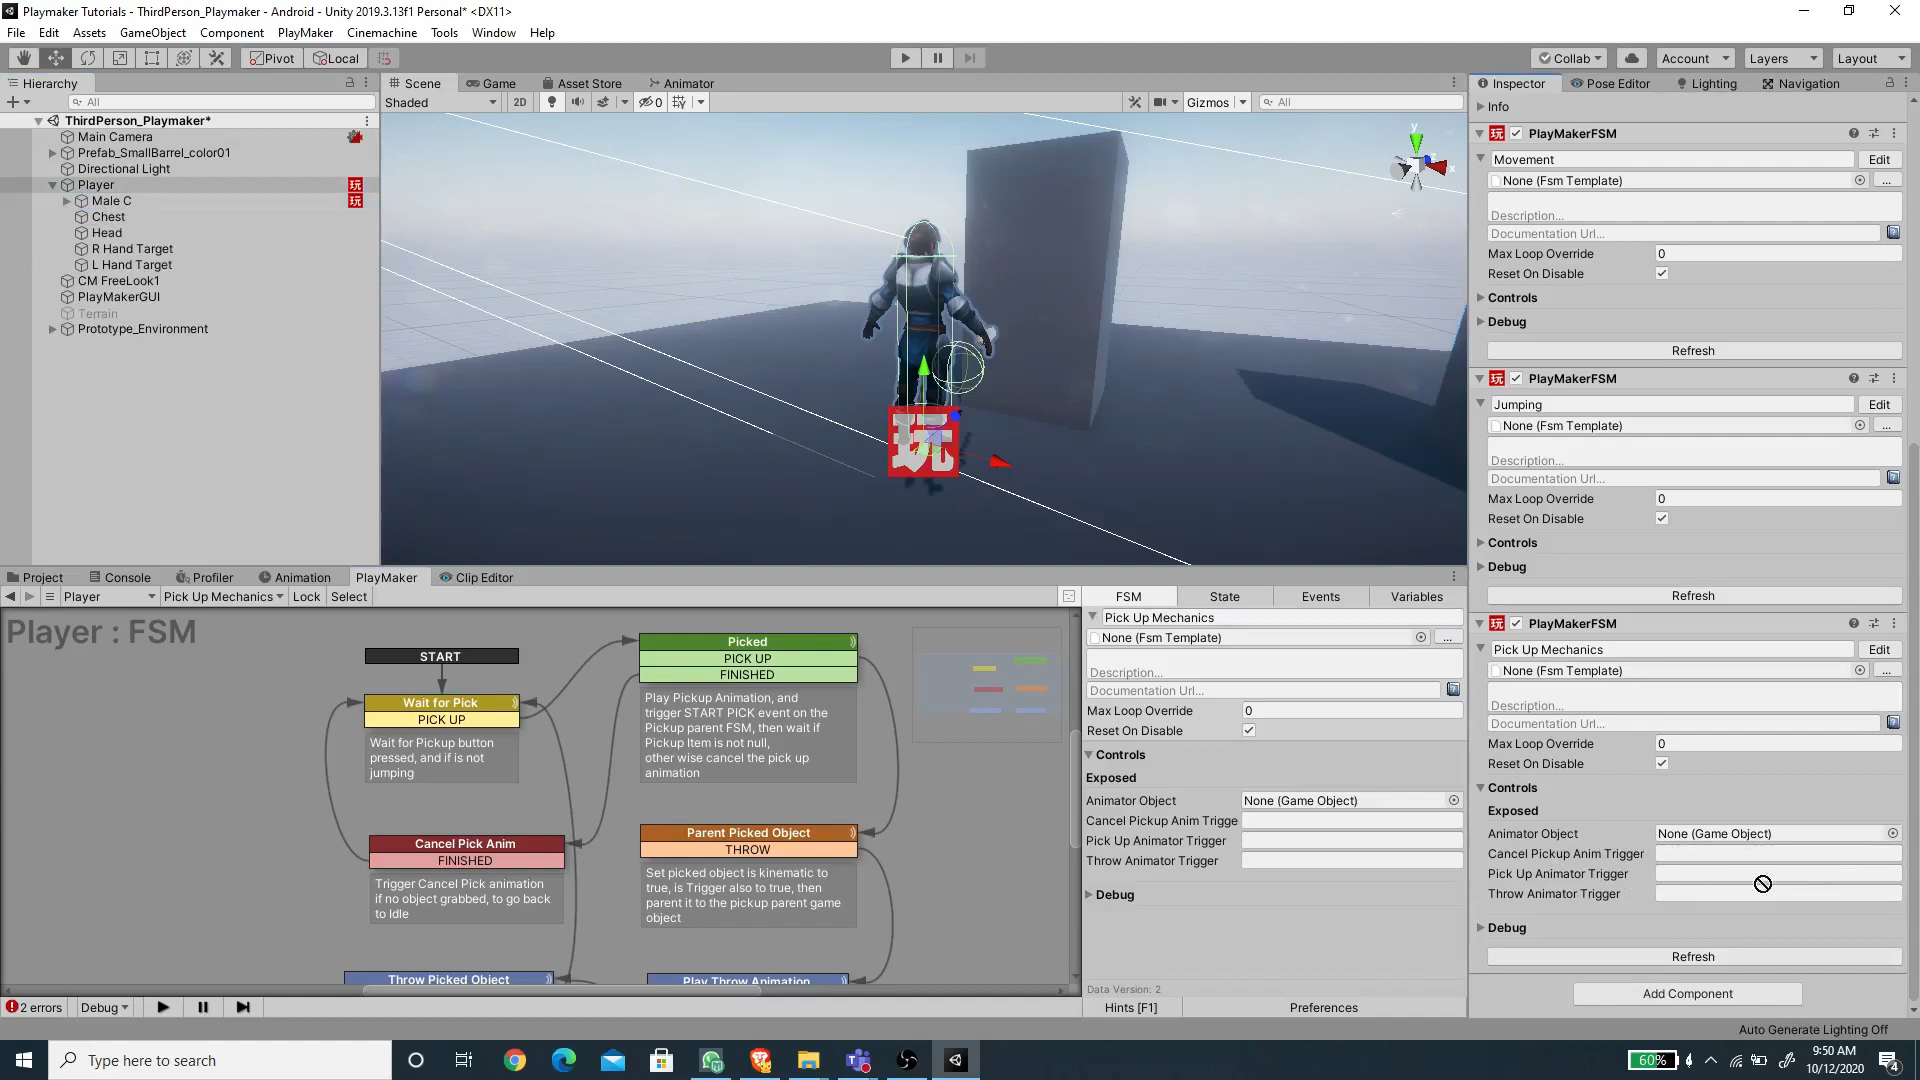 Playmaker Tutorials - ThirdPerson_Playmaker - Android - Unity 2019.3.13f1 Personal* <DX11>
File Edit Assets GameObject Component PlayMaker Cinemachine Tools Window Help
Pivot Local
Collab Account Layers Layout
Hierarchy
All
ThirdPerson_Playmaker*
Main Camera
Prefab_SmallBarrel_color01
Directional Light
Player
玩
Male C
玩
Chest
Head
R Hand Target
L Hand Target
CM FreeLook1
PlayMakerGUI
Terrain
Prototype_Environment
Scene Game Asset Store Animator
Shaded 2D 0 Gizmos All
y
x
玩
Inspector Pose Editor Lighting Navigation
Info
玩 PlayMakerFSM
Movement Edit
None (Fsm Template) ...
Description...
Documentation Url...
Max Loop Override 0
Reset On Disable
Controls
Debug
Refresh
玩 PlayMakerFSM
Jumping Edit
None (Fsm Template) ...
Description...
Documentation Url...
Max Loop Override 0
Reset On Disable
Controls
Debug
Refresh
玩 PlayMakerFSM
Pick Up Mechanics Edit
None (Fsm Template) ...
Description...
Documentation Url...
Max Loop Override 0
Reset On Disable
Controls
Exposed
Animator Object None (Game Object)
Cancel Pickup Anim Trigger
Pick Up Animator Trigger
Throw Animator Trigger
Debug
Refresh
Add Component
Project Console Profiler Animation PlayMaker Clip Editor
Player Pick Up Mechanics Lock Select
Player : FSM
START
Wait for Pick
PICK UP
Wait for Pickup button
pressed, and if is not
jumping
Picked
PICK UP
FINISHED
Play Pickup Animation, and
trigger START PICK event on the
Pickup parent FSM, then wait if
Pickup Item is not null,
other wise cancel the pick up
animation
Cancel Pick Anim
FINISHED
Trigger Cancel Pick animation
if no object grabbed, to go back
to Idle
Parent Picked Object
THROW
Set picked object is kinematic to
true, is Trigger also to true, then
parent it to the pickup parent game
object
Throw Picked Object
Play Throw Animation
FSM State Events Variables
Pick Up Mechanics
None (Fsm Template) ...
Description...
Documentation Url...
Max Loop Override 0
Reset On Disable
Controls
Exposed
Animator Object None (Game Object)
Cancel Pickup Anim Trigge
Pick Up Animator Trigger
Throw Animator Trigger
Debug
Data Version: 2
Hints [F1] Preferences
2 errors Debug
Auto Generate Lighting Off
Type here to search
60%
9:50 AM
10/12/2020
4